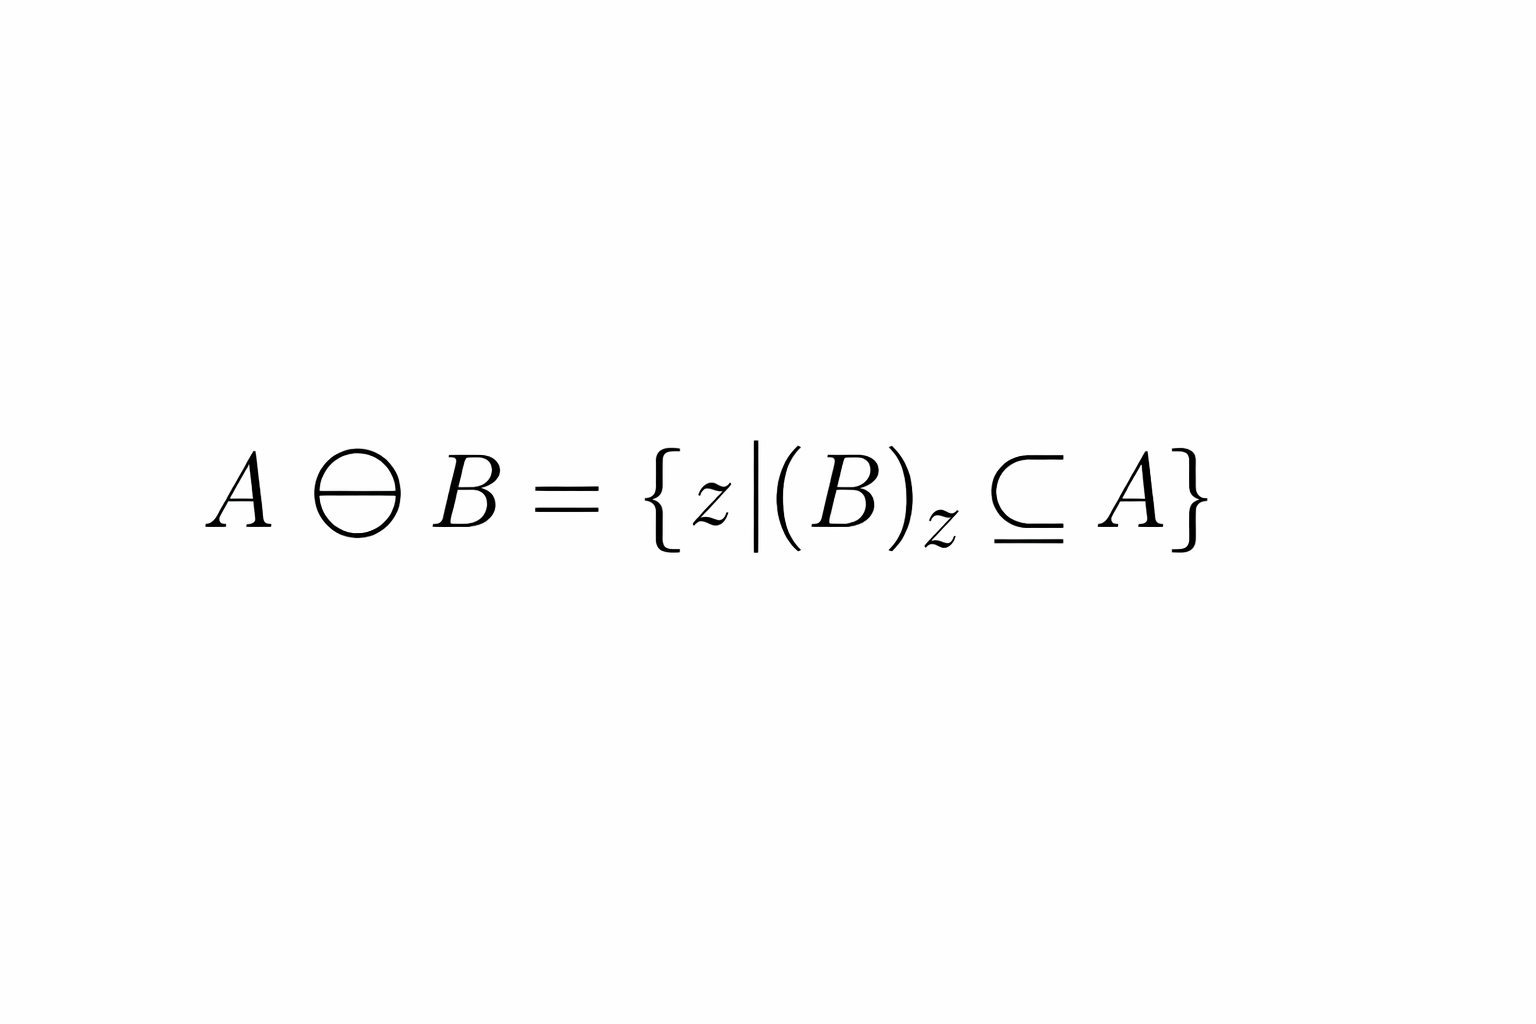 A ⊖ B = {z|(B)_z ⊆ A}